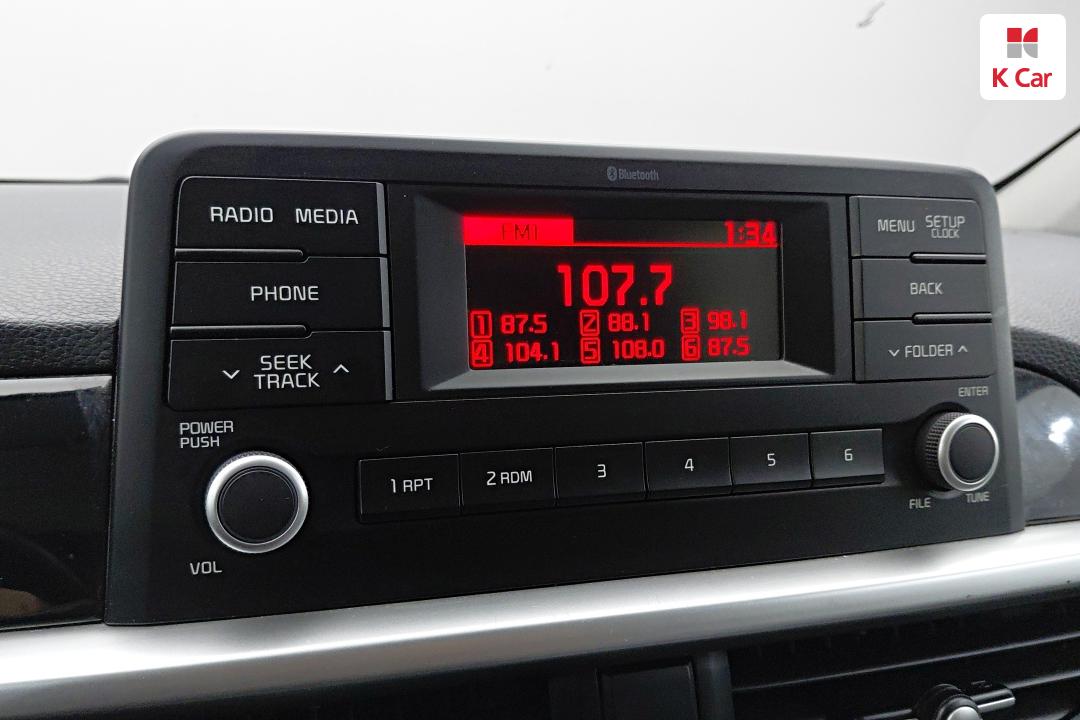 K Car
Bluetooth
RADIO MEDIA
PHONE
SEEK
TRACK
FM1 1:34
107.7
1 87.5 2 88.1 3 98.1
4 104.1 5 108.0 6 87.5
MENU SETUP
CLOCK
BACK
FOLDER
ENTER
POWER
PUSH
VOL
1 RPT 2 RDM 3 4 5 6
FILE TUNE